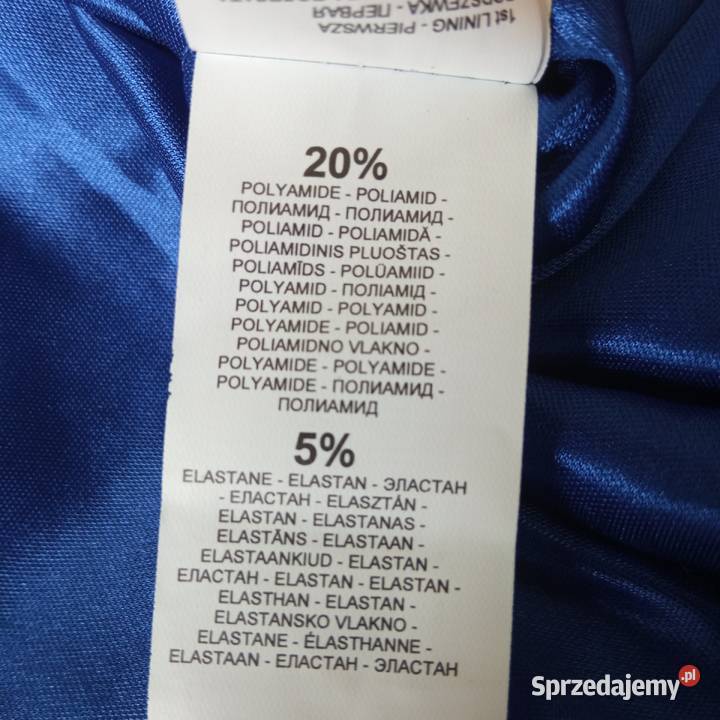 1st LINING - PIERWSZA
PODSZEWKA - ПЕРВАЯ
20%
POLYAMIDE - POLIAMID -
ПОЛИАМИД - ПОЛИАМИД -
POLIAMID - POLIAMIDĂ -
POLIAMIDINIS PLUOŠTAS -
POLIAMĪDS - POLÜAMIID -
POLYAMID - ПОЛІАМІД -
POLYAMID - POLYAMID -
POLYAMIDE - POLIAMID -
POLIAMIDNO VLAKNO -
POLYAMIDE - POLYAMIDE -
POLYAMIDE - ПОЛИАМИД -
ПОЛИАМИД
5%
ELASTANE - ELASTAN - ЭЛАСТАН
- ЕЛАСТАН - ELASZTÁN -
ELASTAN - ELASTANAS -
ELASTĀNS - ELASTAAN -
ELASTAANKIUD - ELASTAN -
ЕЛАСТАН - ELASTAN - ELASTAN -
ELASTHAN - ELASTAN -
ELASTANSKO VLAKNO -
ELASTANE - ÉLASTHANNE -
ELASTAAN - ЕЛАСТАН - ЭЛАСТАН
Sprzedajemy.pl